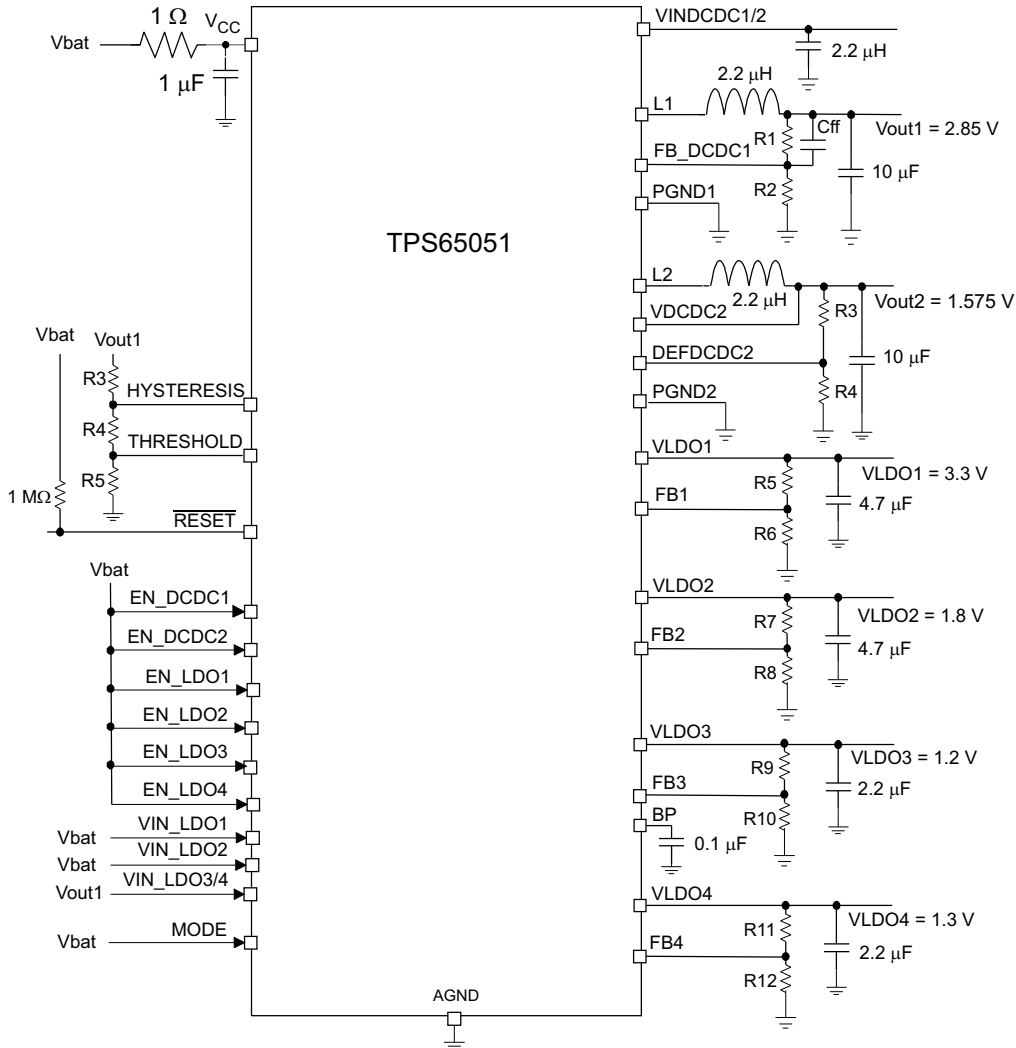 1 Ω
Vbat
VCC
1 μF
TPS65051
VINDCDC1/2
2.2 μH
2.2 μH
L1
R1
Cff
Vout1 = 2.85 V
FB_DCDC1
R2
10 μF
PGND1
L2
2.2 μH
R3
Vout2 = 1.575 V
VDCDC2
DEFDCDC2
R4
10 μF
PGND2
Vbat
Vout1
R3
HYSTERESIS
R4
THRESHOLD
R5
1 MΩ
RESET
VLDO1
R5
VLDO1 = 3.3 V
4.7 μF
FB1
R6
Vbat
EN_DCDC1
EN_DCDC2
EN_LDO1
EN_LDO2
EN_LDO3
EN_LDO4
Vbat
VIN_LDO1
Vbat
VIN_LDO2
Vout1
VIN_LDO3/4
Vbat
MODE
VLDO2
R7
VLDO2 = 1.8 V
4.7 μF
FB2
R8
VLDO3
R9
VLDO3 = 1.2 V
2.2 μF
FB3
R10
BP
0.1 μF
VLDO4
R11
VLDO4 = 1.3 V
2.2 μF
FB4
R12
AGND